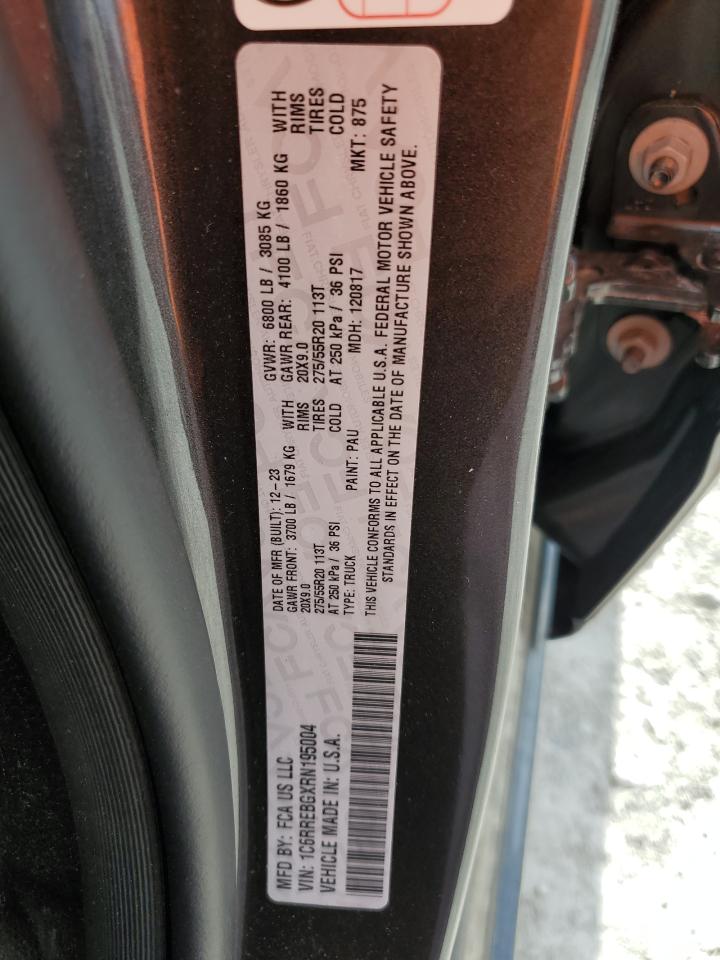 MFD BY: FCA US LLC
DATE OF MFR (BUILT): 12-23
GVWR: 6800 LB / 3085 KG
VIN: 1C6RREBGXRN195004
GAWR FRONT: 3700 LB / 1679 KG WITH
GAWR REAR: 4100 LB / 1860 KG WITH
20X9.0 RIMS
20X9.0 RIMS
VEHICLE MADE IN: U.S.A.
275/55R20 113T TIRES
275/55R20 113T TIRES
AT 250 kPa / 36 PSI COLD
AT 250 kPa / 36 PSI COLD
TYPE: TRUCK PAINT: PAU MDH: 120817 MKT: 875
THIS VEHICLE CONFORMS TO ALL APPLICABLE U.S.A. FEDERAL MOTOR VEHICLE SAFETY
STANDARDS IN EFFECT ON THE DATE OF MANUFACTURE SHOWN ABOVE.